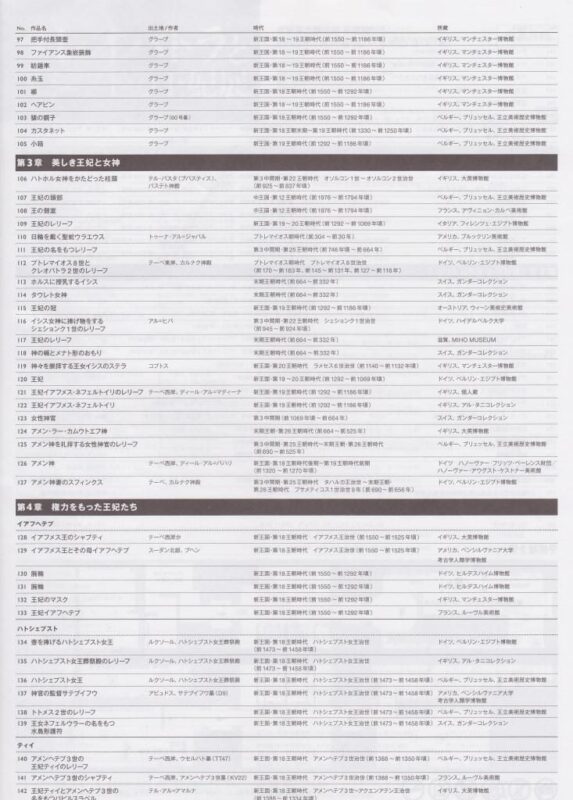 No. 作品名 出土地/作者 時代 所蔵
97 把手付長頸壺 グラーブ 新王国・第18〜19王朝時代(前1550〜前1186年頃) イギリス、マンチェスター博物館
98 ファイアンス象嵌装飾 グラーブ 新王国・第18〜19王朝時代(前1550〜前1186年頃) イギリス、マンチェスター博物館
99 紡錘車 グラーブ 新王国・第18〜19王朝時代(前1550〜前1186年頃) イギリス、マンチェスター博物館
100 糸玉 グラーブ 新王国・第18〜19王朝時代(前1550〜前1186年頃) イギリス、マンチェスター博物館
101 櫛 グラーブ 新王国・第18王朝時代(前1550〜前1292年頃) イギリス、マンチェスター博物館
102 ヘアピン グラーブ 新王国・第18〜19王朝時代(前1550〜前1186年頃) イギリス、マンチェスター博物館
103 猿の調子 グラーブ 新王国・第18王朝時代(前1550〜前1292年頃) ベルギー、ブリュッセル、王立美術歴史博物館
104 カスタネット グラーブ 新王国・第18王朝末期〜第19王朝時代(前1330〜前1250年頃) ベルギー、ブリュッセル、王立美術歴史博物館
105 小箱 グラーブ 新王国・第18〜19王朝時代(前1550〜前1186年頃) ベルギー、ブリュッセル、王立美術歴史博物館
第3章 美しき王妃と女神
106 ハトホル女神をかたどった柱頭 テル・バスタ(ブバスティス)、 第3中間期・第22王朝時代 オソルコン1世〜オソルコン2世治世 イギリス、大英博物館
バステト神殿 (前925〜前837年頃)
107 王妃の頭部 中王国・第12王朝時代(前1976〜前1794年頃) ベルギー、ブリュッセル、王立美術歴史博物館
108 王の胸飾 中王国・第12王朝時代(前1976〜前1794年頃) フランス、アヴィニョン・カルベ美術館
109 王妃のレリーフ 新王国・第19〜20王朝時代(前1292〜前1069年頃) イタリア、フィレンツェ・エジプト博物館
110 日輪を戴く聖蛇ウラエウス トゥーナ・アル=ジャバル プトレマイオス朝時代(前304〜前30年) アメリカ、ブルックリン美術館
111 王妃の名をもつレリーフ 第3中間期・第25王朝時代(前746年頃〜前664年) ベルギー、ブリュッセル、王立美術歴史博物館
112 プトレマイオス8世と テーベ東岸、カルナク神殿 プトレマイオス朝時代 プトレマイオス8世治世 ドイツ、ベルリン・エジプト博物館
クレオパトラ2世のレリーフ (前170〜前163年、前145〜前131年、前127〜前116年)
113 ホルスに授乳するイシス 末期王朝時代(前664〜前332年) スイス、ガンダーコレクション
114 タウレト女神 末期王朝時代(前664〜前332年) スイス、ガンダーコレクション
115 王妃の冠 新王国・第19王朝時代(前1292〜前1186年頃) オーストリア、ウィーン美術史美術館
116 イシス女神に捧げ物をする アル=ヒバ 第3中間期・第22王朝時代 シェションク1世治世 ドイツ、ハイデルベルク大学
シェションク1世のレリーフ (前945〜前924年頃)
117 王妃のレリーフ 末期王朝時代(前664〜前332年) 滋賀、MIHO MUSEUM
118 神の顔とメナト形のおもり 末期王朝時代(前664〜前332年) スイス、ガンダーコレクション
119 神々を崇拝する王女イシスのステラ コプトス 新王国・第20王朝時代 ラメセス6世治世(前1140〜前1132年頃) イギリス、マンチェスター博物館
120 王妃 新王国・第19〜20王朝時代(前1292〜前1069年頃) ドイツ、ベルリン・エジプト博物館
121 王妃イアフメス・ネフェルトイリのレリーフ テーベ西岸、ディール・アル=マディーナ 新王国・第19王朝時代(前1292〜前1186年頃) イギリス、個人蔵
122 王妃イアフメス・ネフェルトイリ 新王国・第19王朝時代(前1292〜前1186年頃) イギリス、アル・タニコレクション
123 女性神官 第3中間期(前1069年頃〜前664年) スイス、ガンダーコレクション
124 アメン・ラー・カムウトエフ神 末期王朝・第26王朝時代(前664〜前525年) イギリス、大英博物館
125 アメン神を礼拝する女性神官のレリーフ 第3中間期・第25王朝時代〜末期王朝・第26王朝時代 ベルギー、ブリュッセル、王立美術歴史博物館
(前690〜前525年)
126 アメン神 テーベ西岸、ディール・アル=バハリ 新王国・第18王朝時代後期〜第19王朝時代前期 ドイツ ハノーヴァー・フリッツ・ベーレンス財団/
(前1320〜前1270年頃) ハノーヴァー・アウグスト・ケストナー美術館
127 アメン神妻のスフィンクス テーベ、カルナク神殿 第3中間期・第25王朝時代 タハルカ王治世〜末期王朝・ ドイツ、ベルリン・エジプト博物館
第26王朝時代 プサメティコス1世治世9年(前690〜前656年)
第4章 権力をもった王妃たち
イアフヘテプ
128 イアフメス王のシャブティ テーベ西岸か 新王国・第18王朝時代 イアフメス王治世(前1550〜前1525年頃) イギリス、大英博物館
129 イアフメス王とその母イアフヘテプ スーダン北部、ブヘン 新王国・第18王朝時代 イアフメス王治世(前1550〜前1525年頃) アメリカ、ペンシルヴァニア大学
考古学人類学博物館
130 腕輪 新王国・第18王朝時代(前1550〜前1292年頃) ドイツ、ヒルデスハイム博物館
131 腕輪 新王国・第18王朝時代(前1550〜前1292年頃) ドイツ、ヒルデスハイム博物館
132 王妃のマスク 新王国・第18王朝時代(前1550〜前1292年頃) イギリス、マンチェスター博物館
133 王妃イアフヘテプ 新王国・第18王朝時代(前1550〜前1292年頃) フランス、ルーヴル美術館
ハトシェプスト
134 壺を捧げるハトシェプスト女王 ルクソール、ハトシェプスト女王葬祭殿 新王国・第18王朝時代 ハトシェプスト女王治世 ドイツ、ベルリン・エジプト博物館
(前1473〜前1458年頃)
135 ハトシェプスト女王葬祭殿のレリーフ ルクソール、ハトシェプスト女王葬祭殿 新王国・第18王朝時代 ハトシェプスト女王治世 イギリス、アル・タニコレクション
(前1473〜前1458年頃)
136 ハトシェプスト女王 ルクソール、ハトシェプスト女王葬祭殿 新王国・第18王朝時代 ハトシェプスト女王治世(前1473〜前1458年頃) ベルギー、ブリュッセル、王立美術歴史博物館
137 神官の監督サテプイフウ アビュドス、サテプイフウ墓(D9) 新王国・第18王朝時代 ハトシェプスト女王治世(前1473〜前1458年頃) アメリカ、ペンシルヴァニア大学
考古学人類学博物館
138 トトメス2世のレリーフ 新王国・第18王朝時代 ハトシェプスト女王治世(前1473〜前1458年頃) ベルギー、ブリュッセル、王立美術歴史博物館
139 王女ネフェルウラーの名をもつ 新王国・第18王朝時代 ハトシェプスト女王治世(前1473〜前1458年頃) スイス、ガンダーコレクション
水鳥形護符
ティイ
140 アメンヘテプ3世の テーベ西岸、ウセルハト墓(TT47) 新王国・第18王朝時代 アメンヘテプ3世治世(前1388〜前1350年頃) ベルギー、ブリュッセル、王立美術歴史博物館
王妃ティイのレリーフ
141 アメンヘテプ3世のシャブティ テーベ西岸、アメンヘテプ3世墓(KV22) 新王国・第18王朝時代 アメンヘテプ3世治世(前1388〜前1350年頃) フランス、ルーヴル美術館
142 王妃ティイとアメンヘテプ3世の テル・アル=アマルナ 新王国・第18王朝時代 アメンヘテプ3世〜アクエンアテン王治世 イギリス、大英博物館